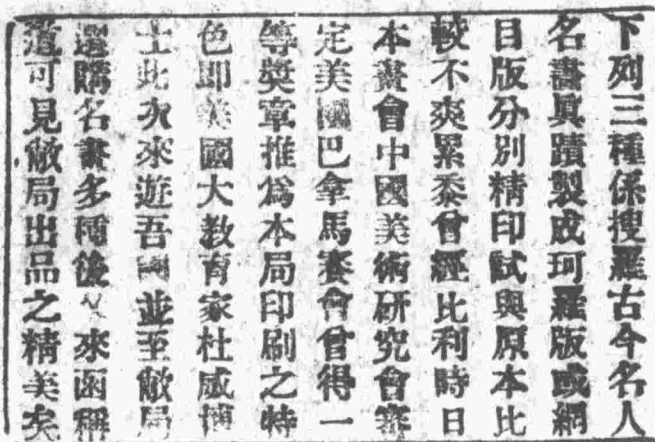 下列三種係搜羅古今名人
名書眞蹟製成珂羅版或網
目版分別精印試與原本比
較不爽累黍曾經比利時日
本畫會中國美術研究會審
定美國巴拿馬賽會曾得一
等奬章推爲本局印刷之特
色即美國大敎育家杜威博
士此次來遊吾國並至敝局
選購名畫多種後又來函稱
道可見敝局出品之精美矣